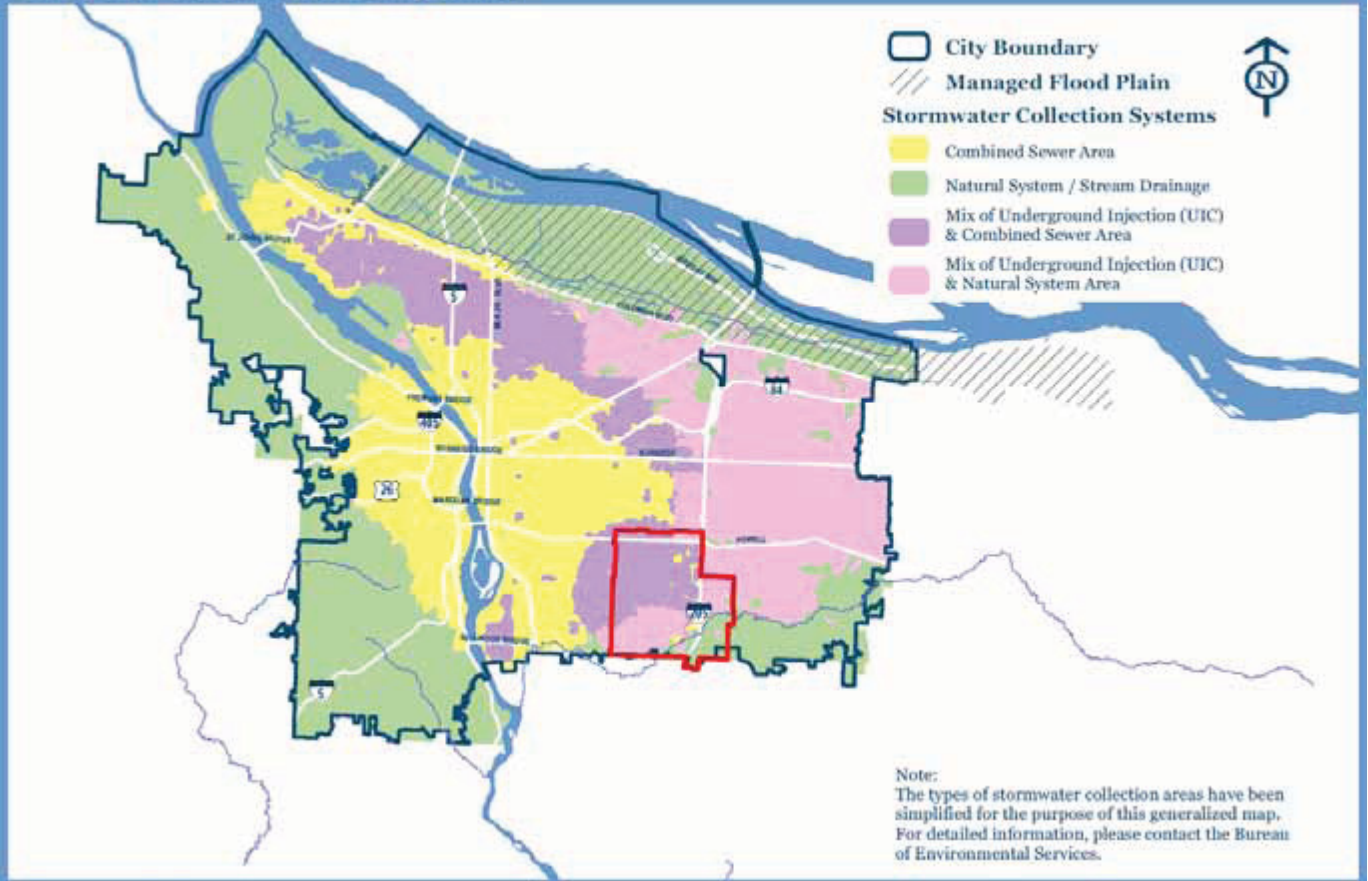 City Boundary
Managed Flood Plain
N
Stormwater Collection Systems
Combined Sewer Area
Natural System / Stream Drainage
Mix of Underground Injection (UIC)
& Combined Sewer Area
Mix of Underground Injection (UIC)
& Natural System Area
5
84
405
26
POWELL
205
5
Note:
The types of stormwater collection areas have been
simplified for the purpose of this generalized map.
For detailed information, please contact the Bureau
of Environmental Services.